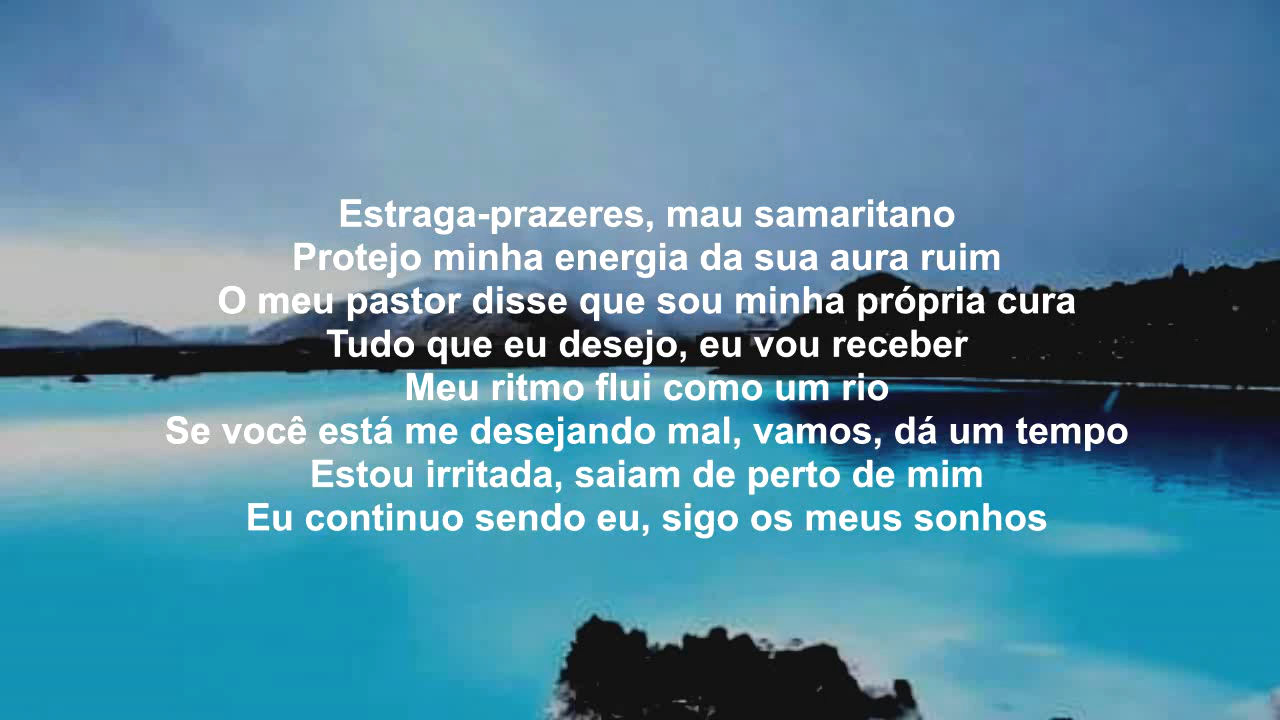 Estraga-prazeres, mau samaritano
Protejo minha energia da sua aura ruim
O meu pastor disse que sou minha própria cura
Tudo que eu desejo, eu vou receber
Meu ritmo flui como um rio
Se você está me desejando mal, vamos, dá um tempo
Estou irritada, saiam de perto de mim
Eu continuo sendo eu, sigo os meus sonhos